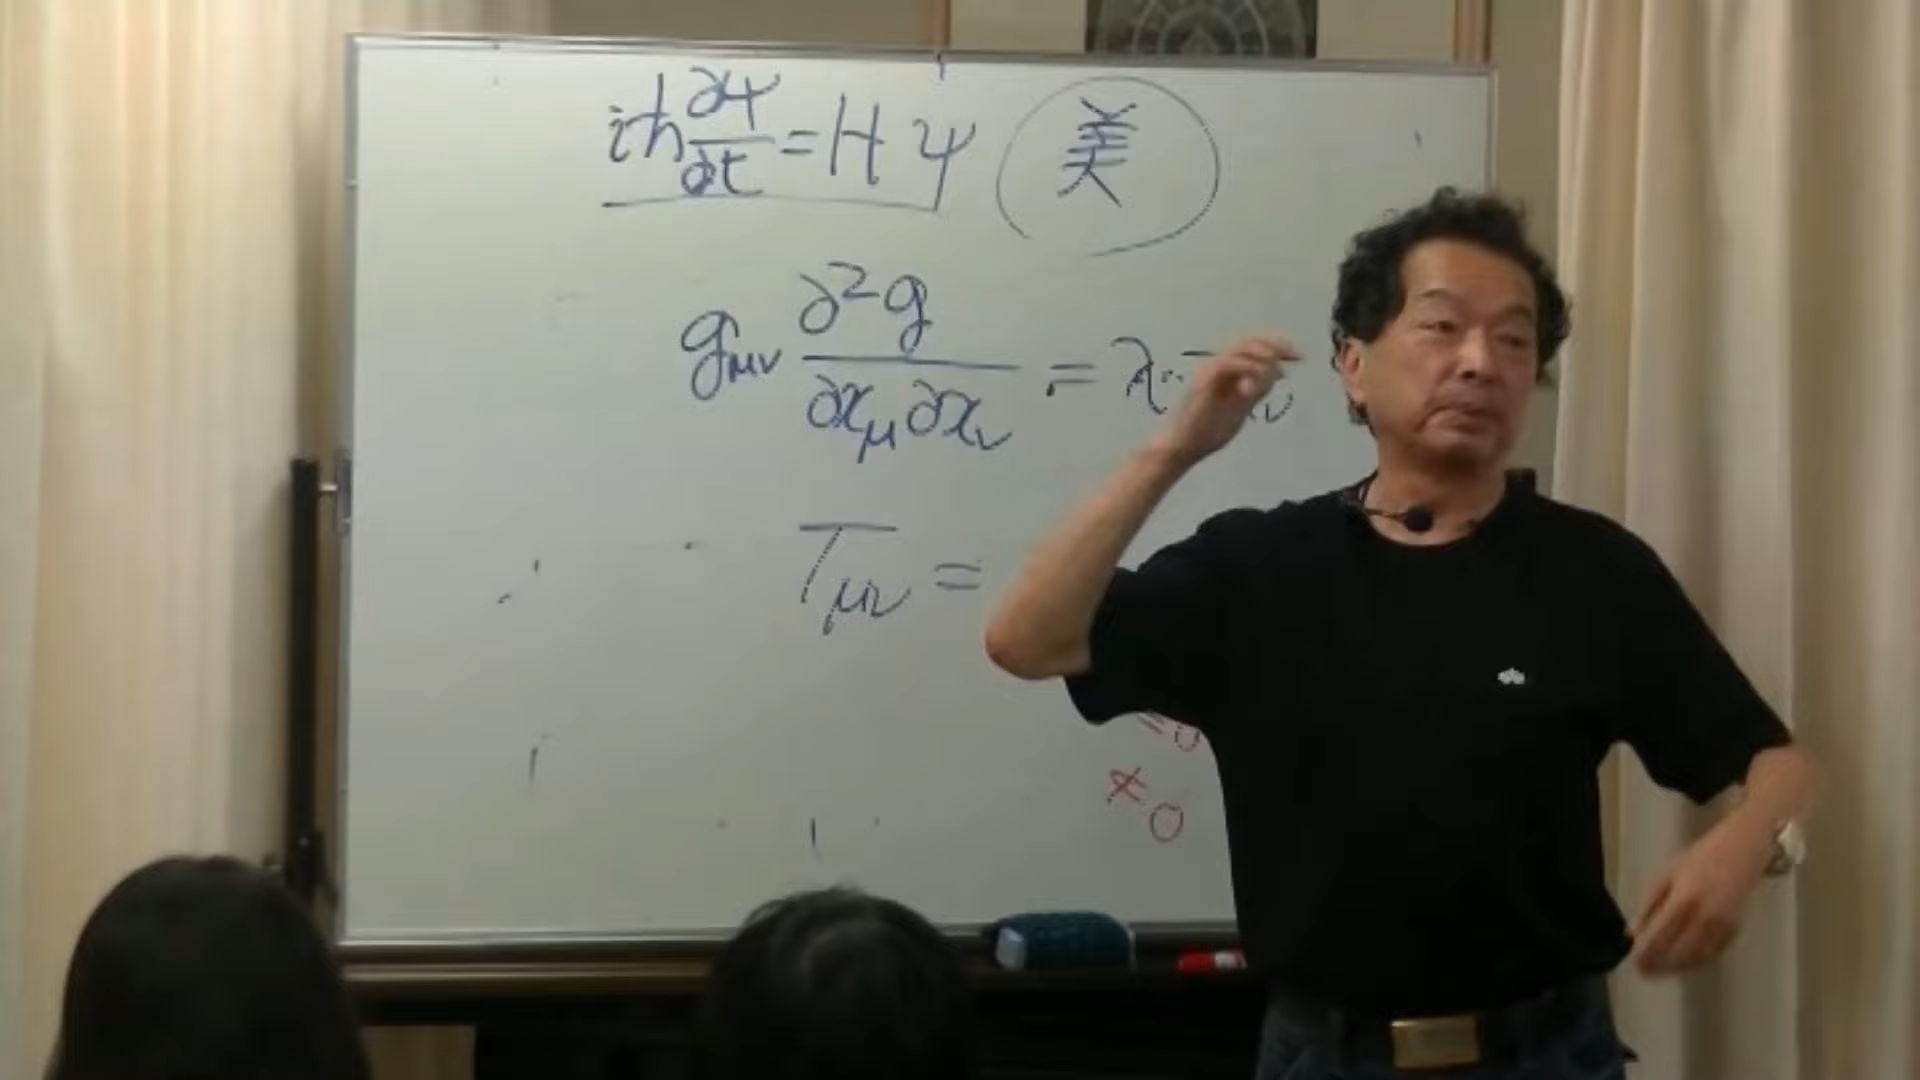 iħ ∂ψ/∂t = Hψ 美
g_μν ∂²g/∂x_μ∂x_ν = λ
T_μν =
=0
≠0